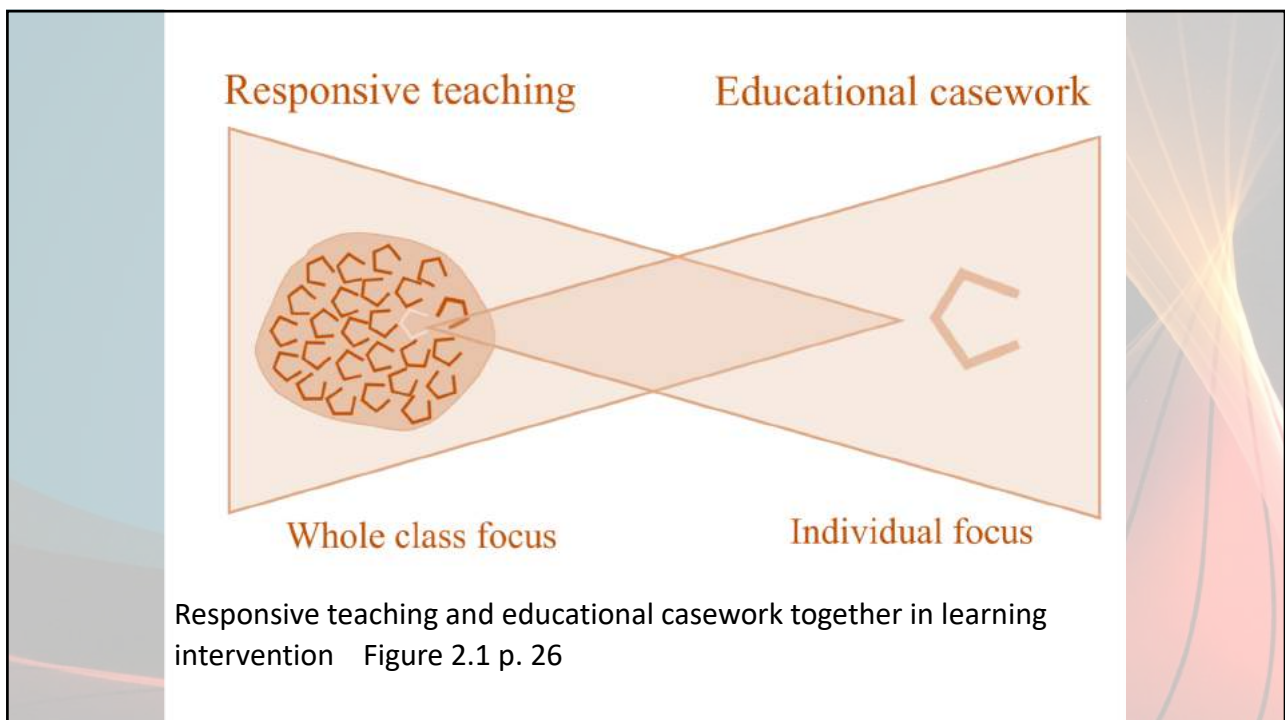 Responsive teaching
Educational casework
Whole class focus
Individual focus
Responsive teaching and educational casework together in learning
intervention Figure 2.1 p. 26